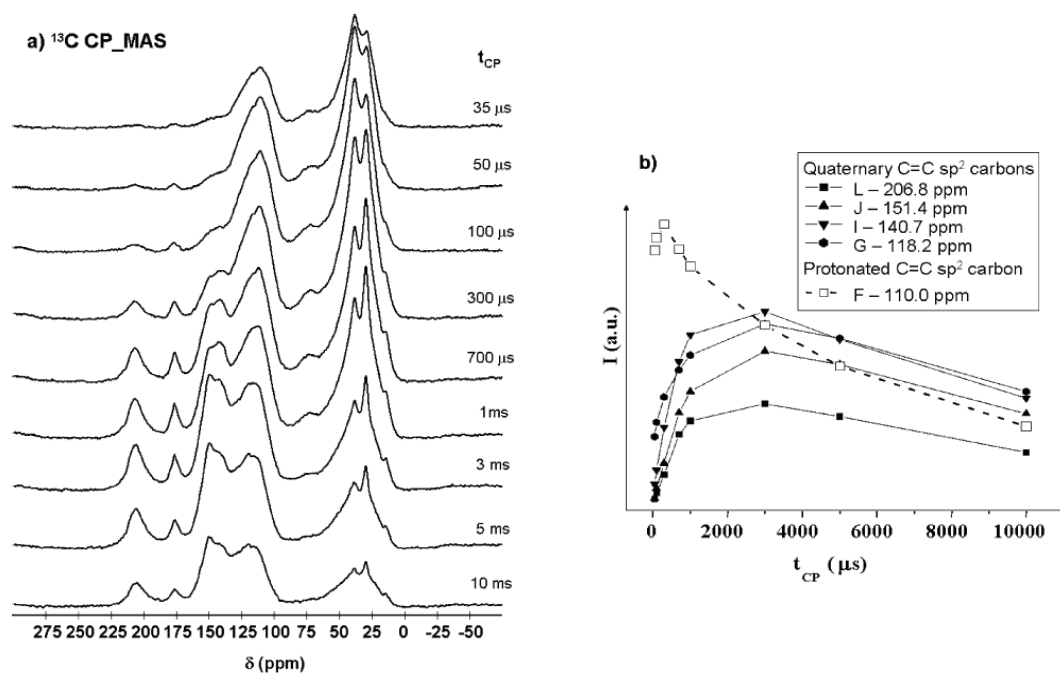 a) ¹³C CP_MAS
t_CP
35 µs
50 µs
100 µs
300 µs
700 µs
1ms
3 ms
5 ms
10 ms
275 250 225 200 175 150 125 100 75 50 25 0 -25 -50
δ (ppm)
b)
Quaternary C=C sp² carbons
L – 206.8 ppm
J – 151.4 ppm
I – 140.7 ppm
G – 118.2 ppm
Protonated C=C sp² carbon
F – 110.0 ppm
I (a.u.)
0 2000 4000 6000 8000 10000
t_CP (µs)